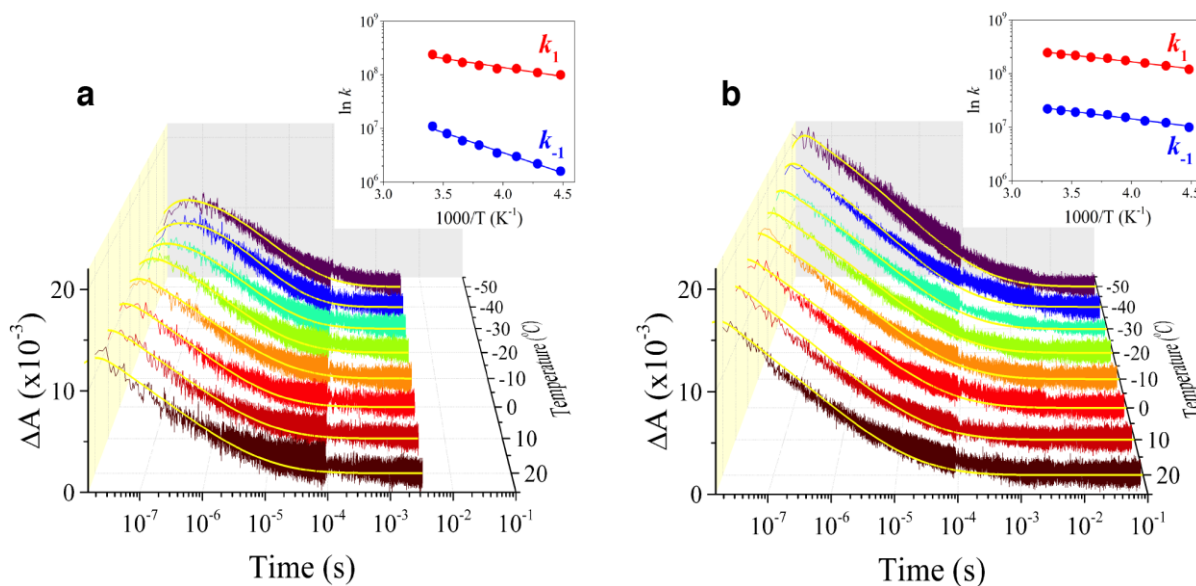 a
10⁹
10⁸
10⁷
10⁶
ln k
k₁
k₋₁
3.0 3.5 4.0 4.5
1000/T (K⁻¹)
20
10
0
ΔA (x10⁻³)
-50
-40
-30
-20
-10
0
10
20
Temperature (°C)
10⁻⁷ 10⁻⁶ 10⁻⁵ 10⁻⁴ 10⁻³ 10⁻² 10⁻¹
Time (s)
b
10⁹
10⁸
10⁷
10⁶
ln k
k₁
k₋₁
3.0 3.5 4.0 4.5
1000/T (K⁻¹)
20
10
0
ΔA (x10⁻³)
-50
-40
-30
-20
-10
0
10
20
Temperature (°C)
10⁻⁷ 10⁻⁶ 10⁻⁵ 10⁻⁴ 10⁻³ 10⁻² 10⁻¹
Time (s)